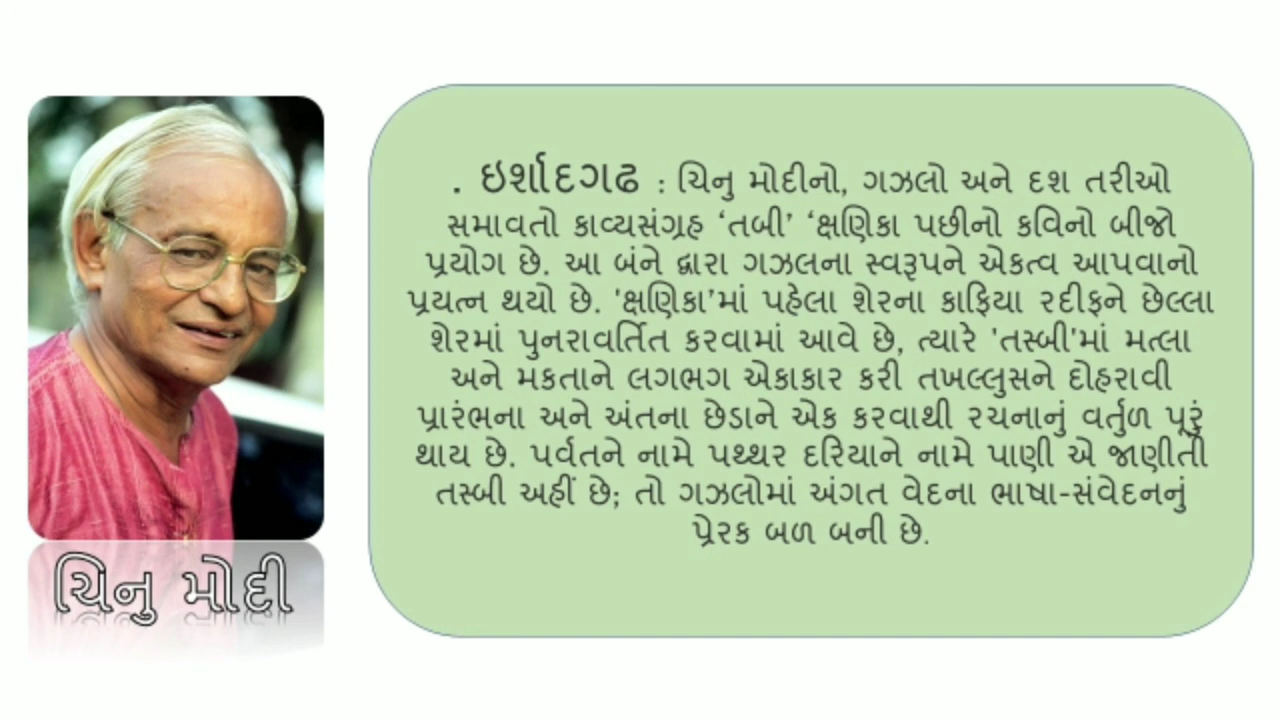 . ઇર્શાદગઢ : ચિનુ મોદીનો, ગઝલો અને દશ તરીઓ
સમાવતો કાવ્યસંગ્રહ ‘તબી’ ‘ક્ષણિકા પછીનો કવિનો બીજો
પ્રયોગ છે. આ બંને દ્વારા ગઝલના સ્વરૂપને એકત્વ આપવાનો
પ્રયત્ન થયો છે. 'ક્ષણિકા’માં પહેલા શેરના કાફિયા રદીફને છેલ્લા
શેરમાં પુનરાવર્તિત કરવામાં આવે છે, ત્યારે 'તસ્બી'માં મત્લા
અને મકતાને લગભગ એકાકાર કરી તખલ્લુસને દોહરાવી
પ્રારંભના અને અંતના છેડાને એક કરવાથી રચનાનું વર્તુળ પૂરું
થાય છે. પર્વતને નામે પથ્થર દરિયાને નામે પાણી એ જાણીતી
તસ્બી અહીં છે; તો ગઝલોમાં અંગત વેદના ભાષા-સંવેદનનું
પ્રેરક બળ બની છે.
ચિનુ મોદી